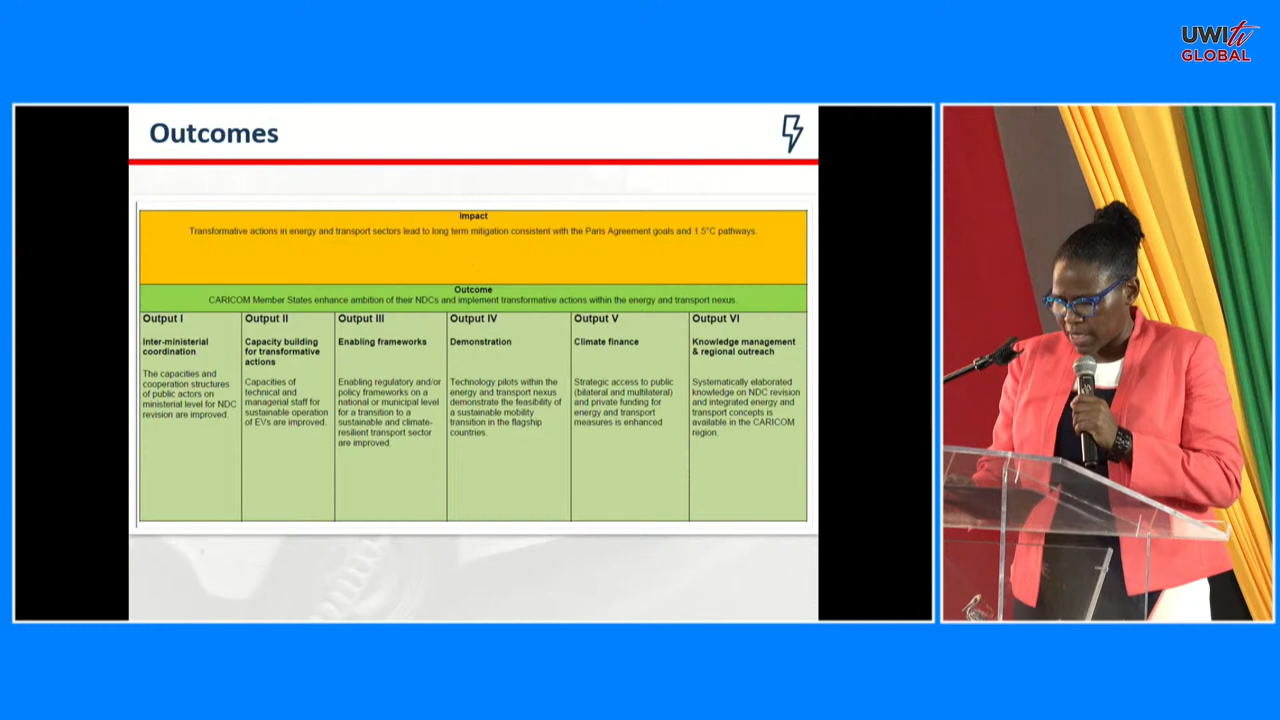 UWI tv
GLOBAL
Outcomes
Impact
Transformative actions in energy and transport sectors lead to long term mitigation consistent with the Paris Agreement goals and 1.5°C pathways.
Outcome
CARICOM Member States enhance ambition of their NDCs and implement transformative actions within the energy and transport nexus.
Output I
Inter-ministerial
coordination
The capacities and
cooperation structures
of public actors on
ministerial level for NDC
revision are improved.
Output II
Capacity building
for transformative
actions
Capacities of
technical and
managerial staff for
sustainable operation
of EVs are improved.
Output III
Enabling frameworks
Enabling regulatory and/or
policy frameworks on a
national or municipal level
for a transition to a
sustainable and climate-
resilient transport sector
are improved.
Output IV
Demonstration
Technology pilots within the
energy and transport nexus
demonstrate the feasibility of
a sustainable mobility
transition in the flagship
countries.
Output V
Climate finance
Strategic access to public
(bilateral and multilateral)
and private funding for
energy and transport
measures is enhanced
Output VI
Knowledge management
& regional outreach
Systematically elaborated
knowledge on NDC revision
and integrated energy and
transport concepts is
available in the CARICOM
region.